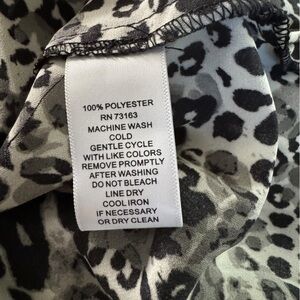 100% POLYESTER
RN 73163
MACHINE WASH
COLD
GENTLE CYCLE
WITH LIKE COLORS
REMOVE PROMPTLY
AFTER WASHING
DO NOT BLEACH
LINE DRY
COOL IRON
IF NECESSARY
OR DRY CLEAN